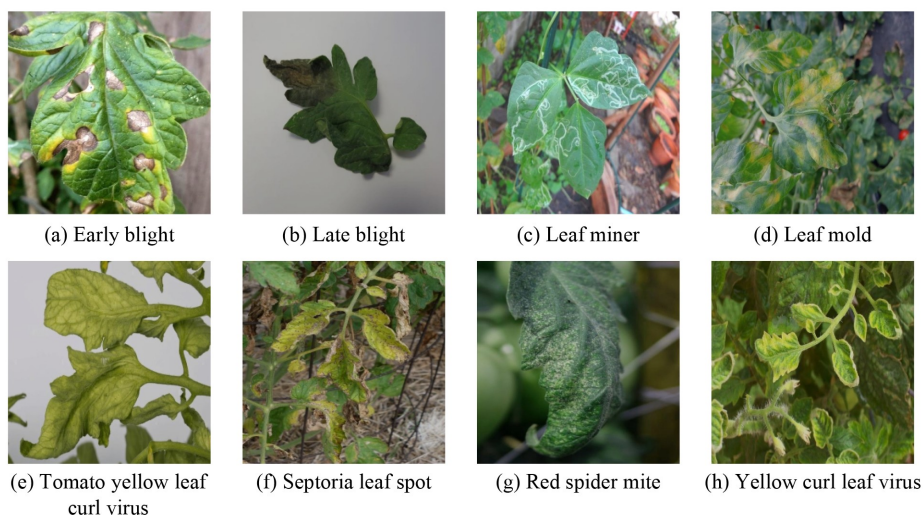 (a) Early blight
(b) Late blight
(c) Leaf miner
(d) Leaf mold
(e) Tomato yellow leaf
curl virus
(f) Septoria leaf spot
(g) Red spider mite
(h) Yellow curl leaf virus